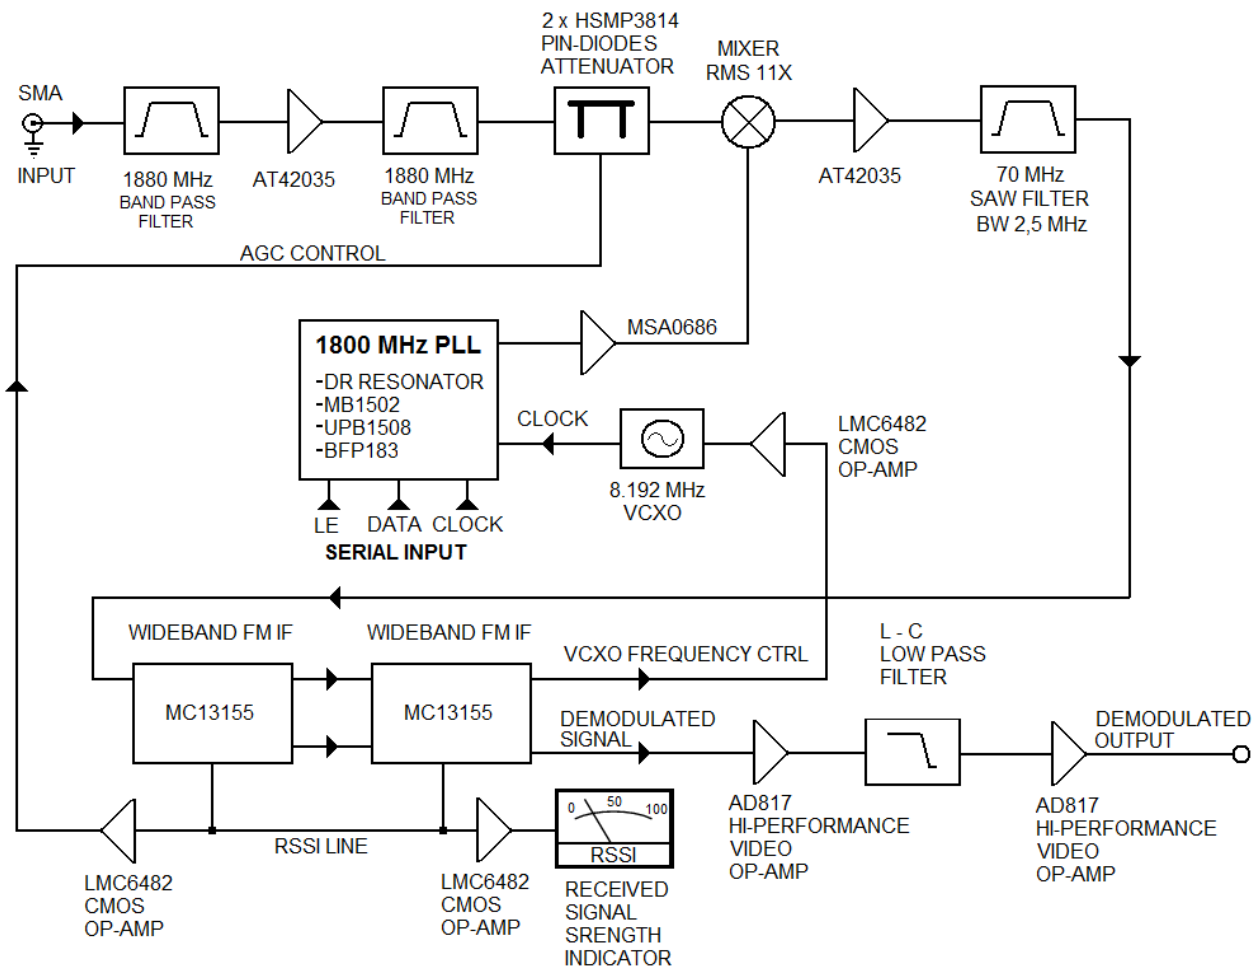 2 x HSMP3814
PIN-DIODES
ATTENUATOR
MIXER
RMS 11X
SMA
INPUT
1880 MHz
BAND PASS
FILTER
AT42035
1880 MHz
BAND PASS
FILTER
AT42035
70 MHz
SAW FILTER
BW 2,5 MHz
AGC CONTROL
1800 MHz PLL
-DR RESONATOR
-MB1502
-UPB1508
-BFP183
MSA0686
CLOCK
8.192 MHz
VCXO
LMC6482
CMOS
OP-AMP
LE DATA CLOCK
SERIAL INPUT
WIDEBAND FM IF
MC13155
WIDEBAND FM IF
MC13155
VCXO FREQUENCY CTRL
DEMODULATED
SIGNAL
L - C
LOW PASS
FILTER
DEMODULATED
OUTPUT
AD817
HI-PERFORMANCE
VIDEO
OP-AMP
AD817
HI-PERFORMANCE
VIDEO
OP-AMP
RSSI LINE
0 50 100
RSSI
LMC6482
CMOS
OP-AMP
LMC6482
CMOS
OP-AMP
RECEIVED
SIGNAL
SRENGTH
INDICATOR